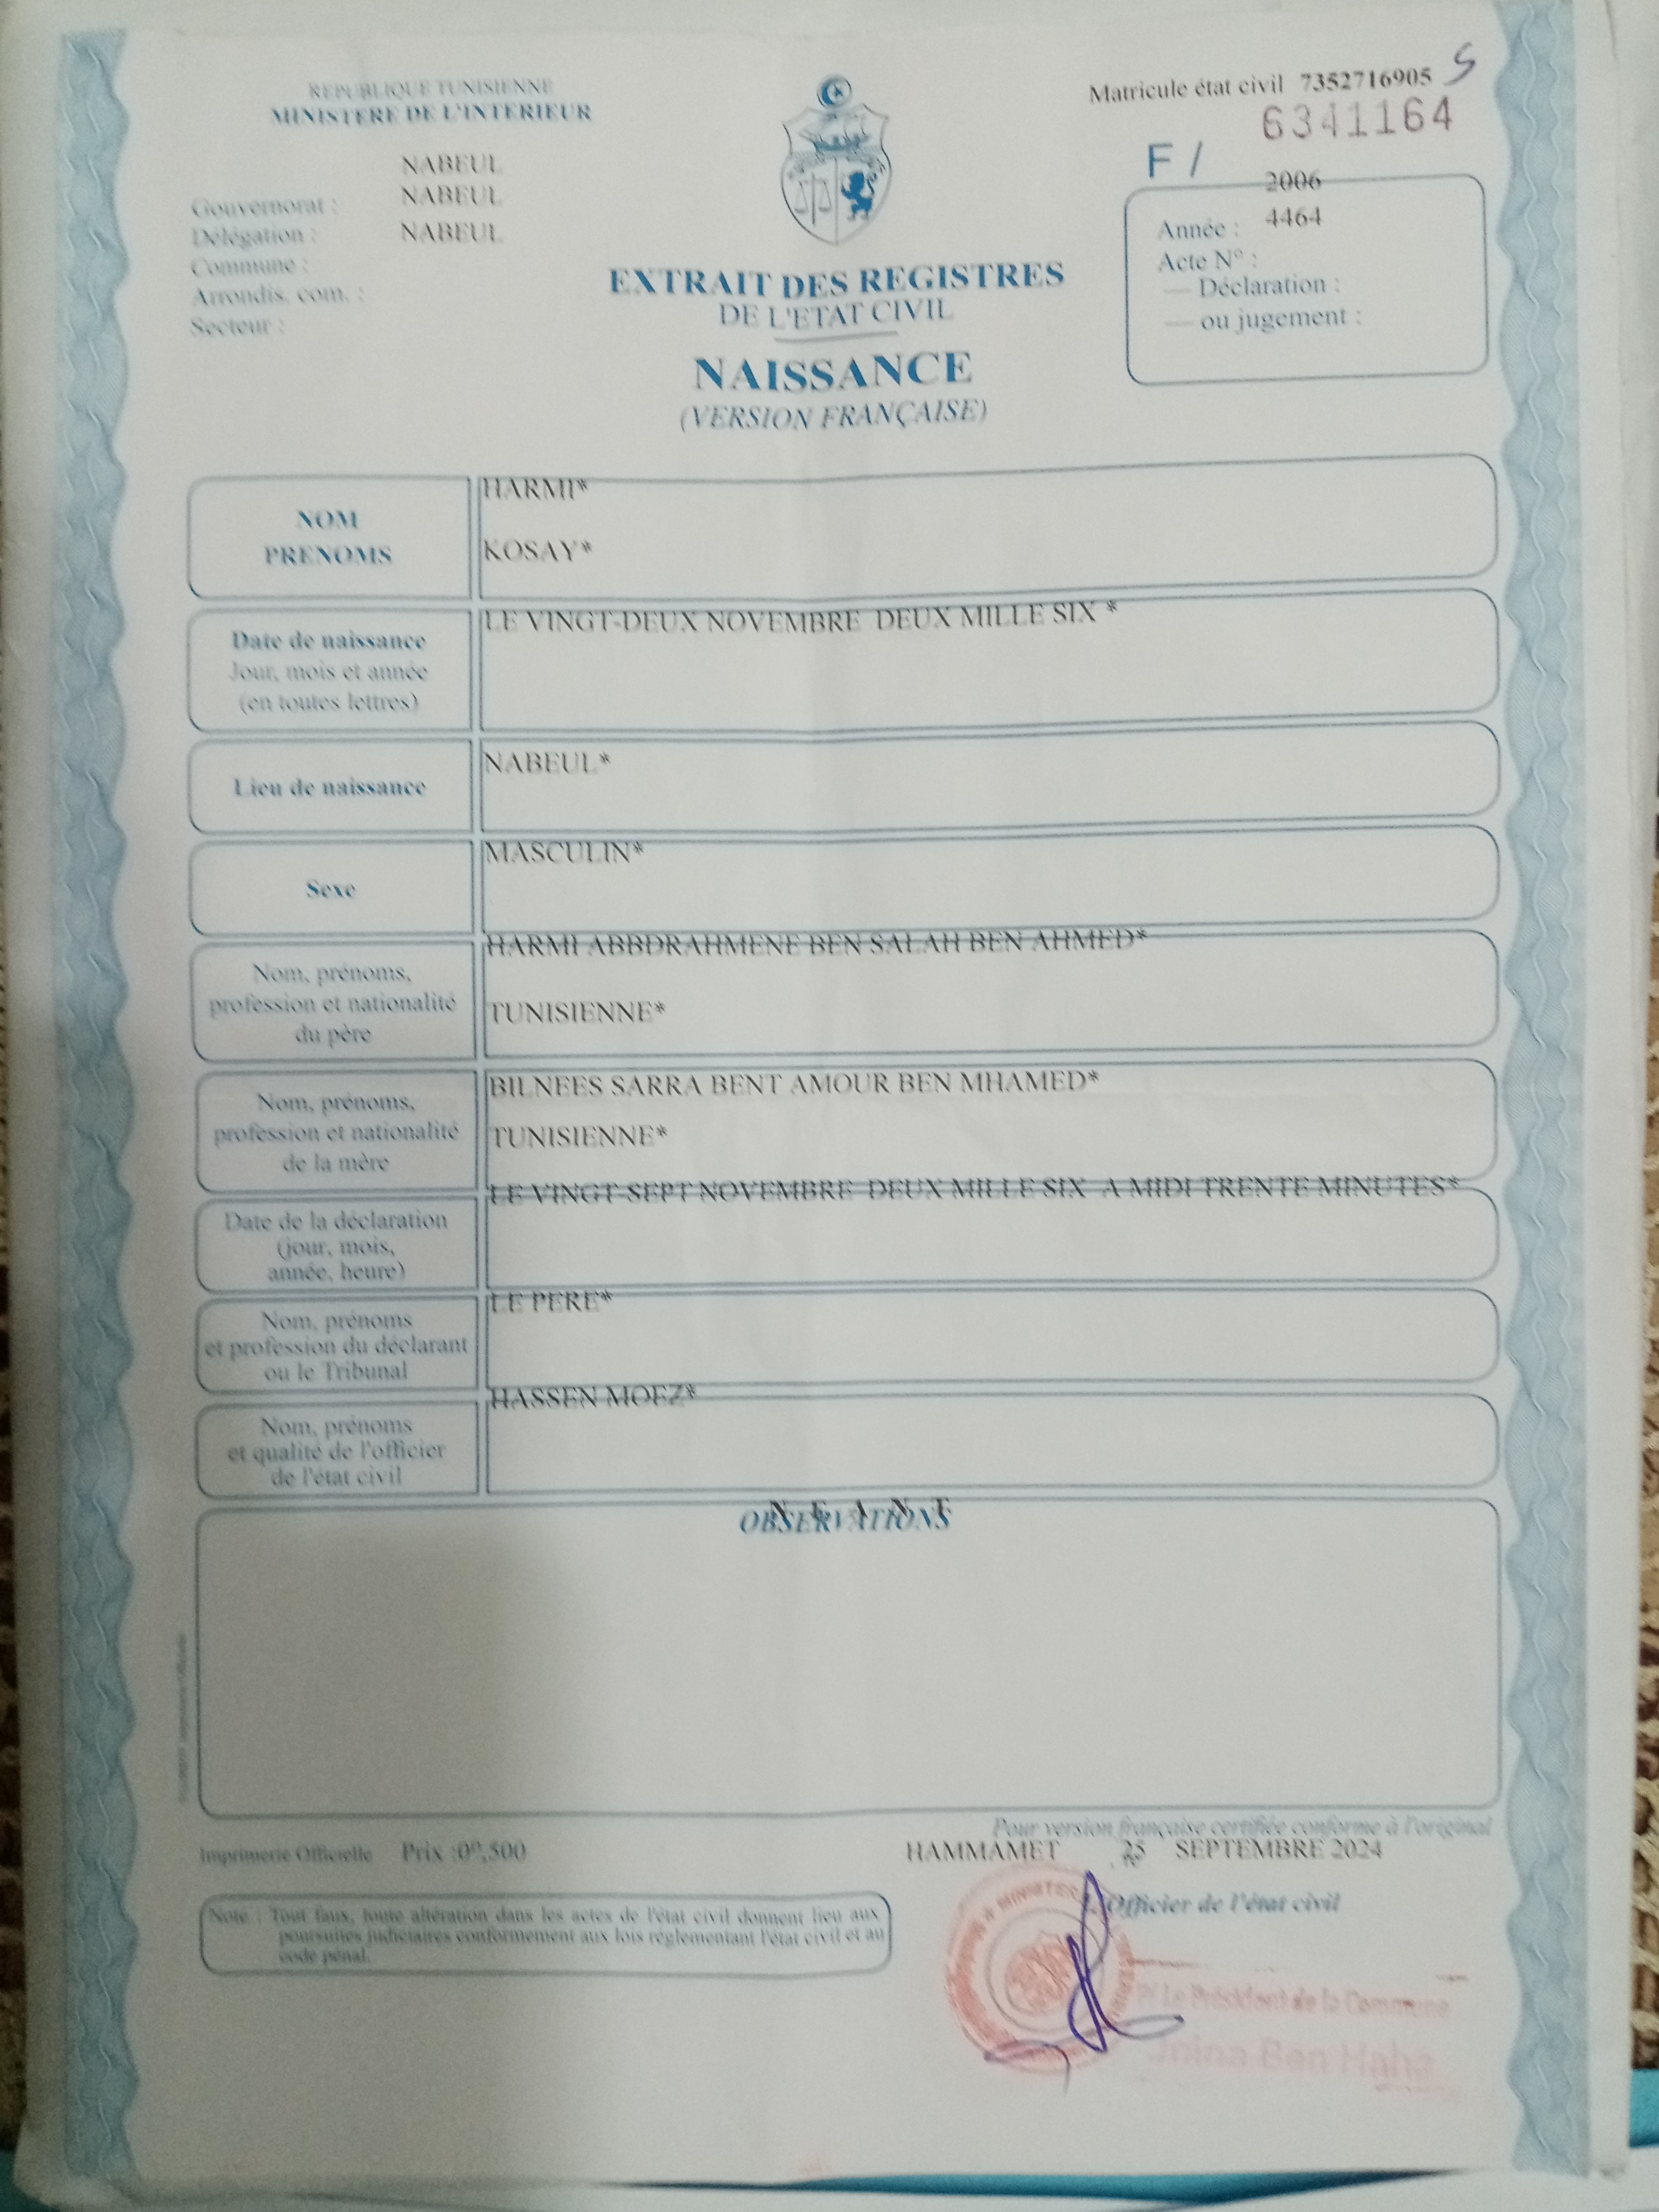 REPUBLIQUE TUNISIENNE
MINISTERE DE L'INTERIEUR
Matricule état civil 7352716905
6341164
F /
NABEUL
Gouvernorat : NABEUL
Délégation : NABEUL
Commune :
Arrondis. com. :
Secteur :
2006
Année : 4464
Acte N° :
— Déclaration :
— ou jugement :
EXTRAIT DES REGISTRES
DE L'ETAT CIVIL
NAISSANCE
(VERSION FRANÇAISE)
NOM
PRENOMS
HARMI*
KOSAY*
Date de naissance
Jour, mois et année
(en toutes lettres)
LE VINGT-DEUX NOVEMBRE DEUX MILLE SIX *
Lieu de naissance
NABEUL*
Sexe
MASCULIN*
Nom, prénoms,
profession et nationalité
du père
HARMI ABBDRAHMENE BEN SALAH BEN AHMED*
TUNISIENNE*
Nom, prénoms,
profession et nationalité
de la mère
BILNEES SARRA BENT AMOUR BEN MHAMED*
TUNISIENNE*
Date de la déclaration
(jour, mois,
année, heure)
LE VINGT-SEPT NOVEMBRE DEUX MILLE SIX A MIDI TRENTE MINUTES*
Nom, prénoms
et profession du déclarant
ou le Tribunal
LE PERE*
Nom, prénoms
et qualité de l'officier
de l'état civil
HASSEN MOEZ*
N E A N T
OBSERVATIONS
Pour version française certifiée conforme à l'original
Imprimerie Officielle Prix :0ᴰ,500
HAMMAMET 25 SEPTEMBRE 2024
Officier de l'état civil
Note : Tout faux, toute altération dans les actes de l'état civil donnent lieu aux
poursuites judiciaires conformement aux lois réglementant l'état civil et au
code pénal.
P/ Le Président de la Commune
Ben